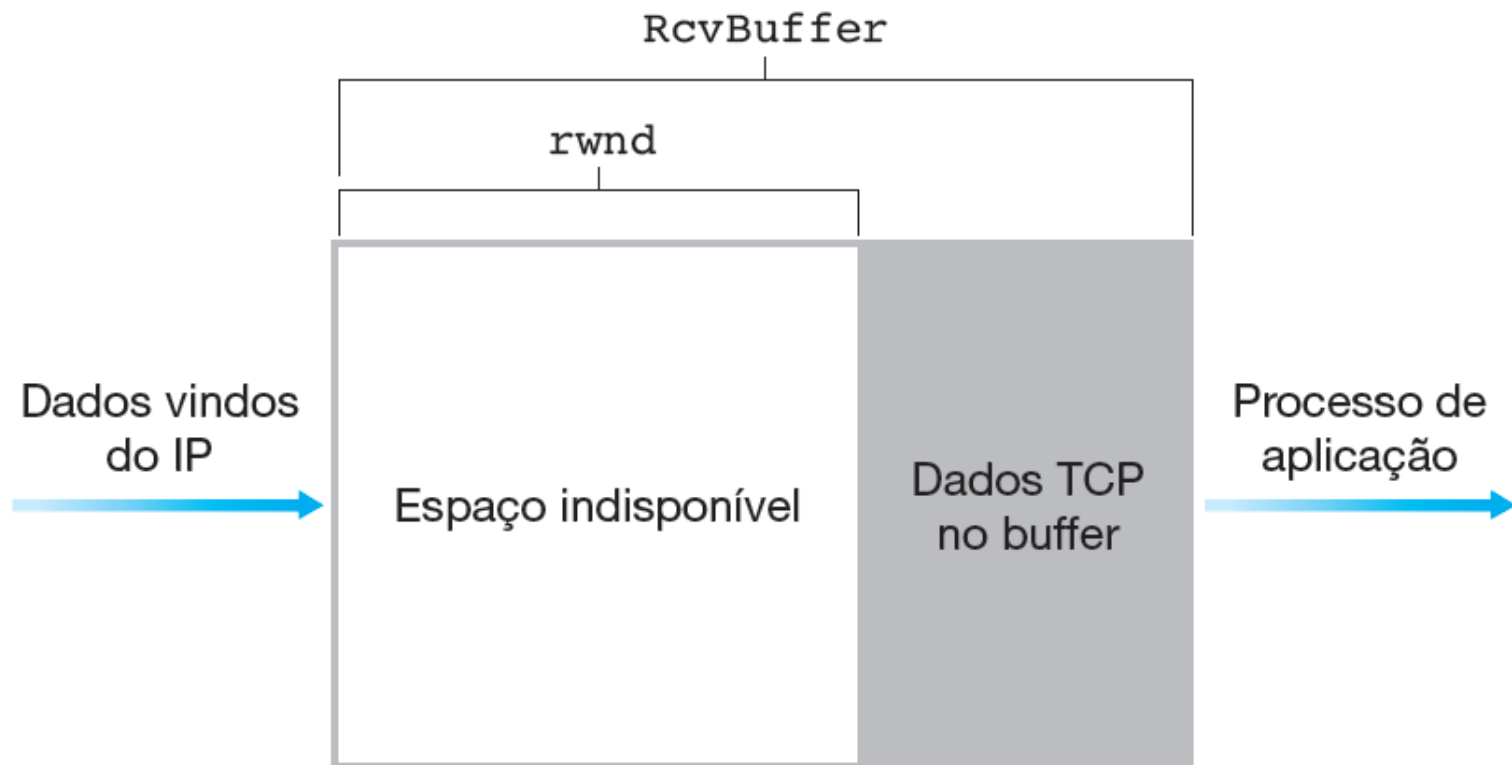 RcvBuffer
rwnd
Dados vindos
do IP
Espaço indisponível
Dados TCP
no buffer
Processo de
aplicação